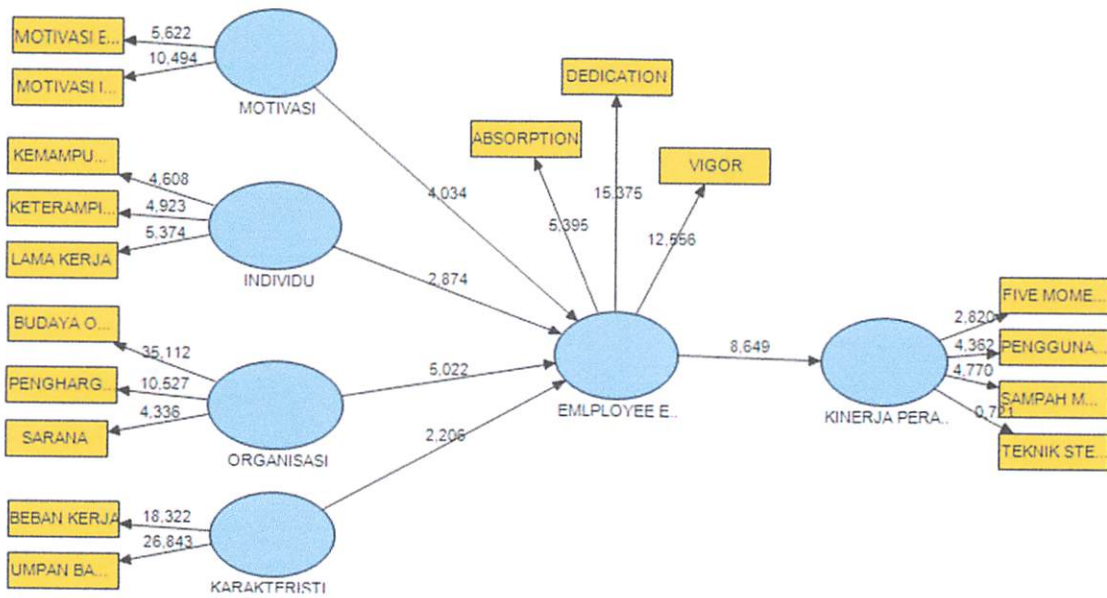 MOTIVASI E...
5,622
10,494
MOTIVASI I...
MOTIVASI
KEMAMPU...
4,608
KETERAMPI...
4,923
5,374
LAMA KERJA
INDIVIDU
BUDAYA O...
35,112
PENGHARG...
10,527
4,336
SARANA
ORGANISASI
BEBAN KERJA
18,322
26,843
UMPAN BA...
KARAKTERISTI
4,034
2,874
5,022
2,206
DEDICATION
ABSORPTION
VIGOR
15,375
5,395
12,556
EMLPLOYEE E..
8,649
KINERJA PERA..
FIVE MOME...
2,820
PENGGUNA...
4,362
4,770
SAMPAH M...
0,721
TEKNIK STE...